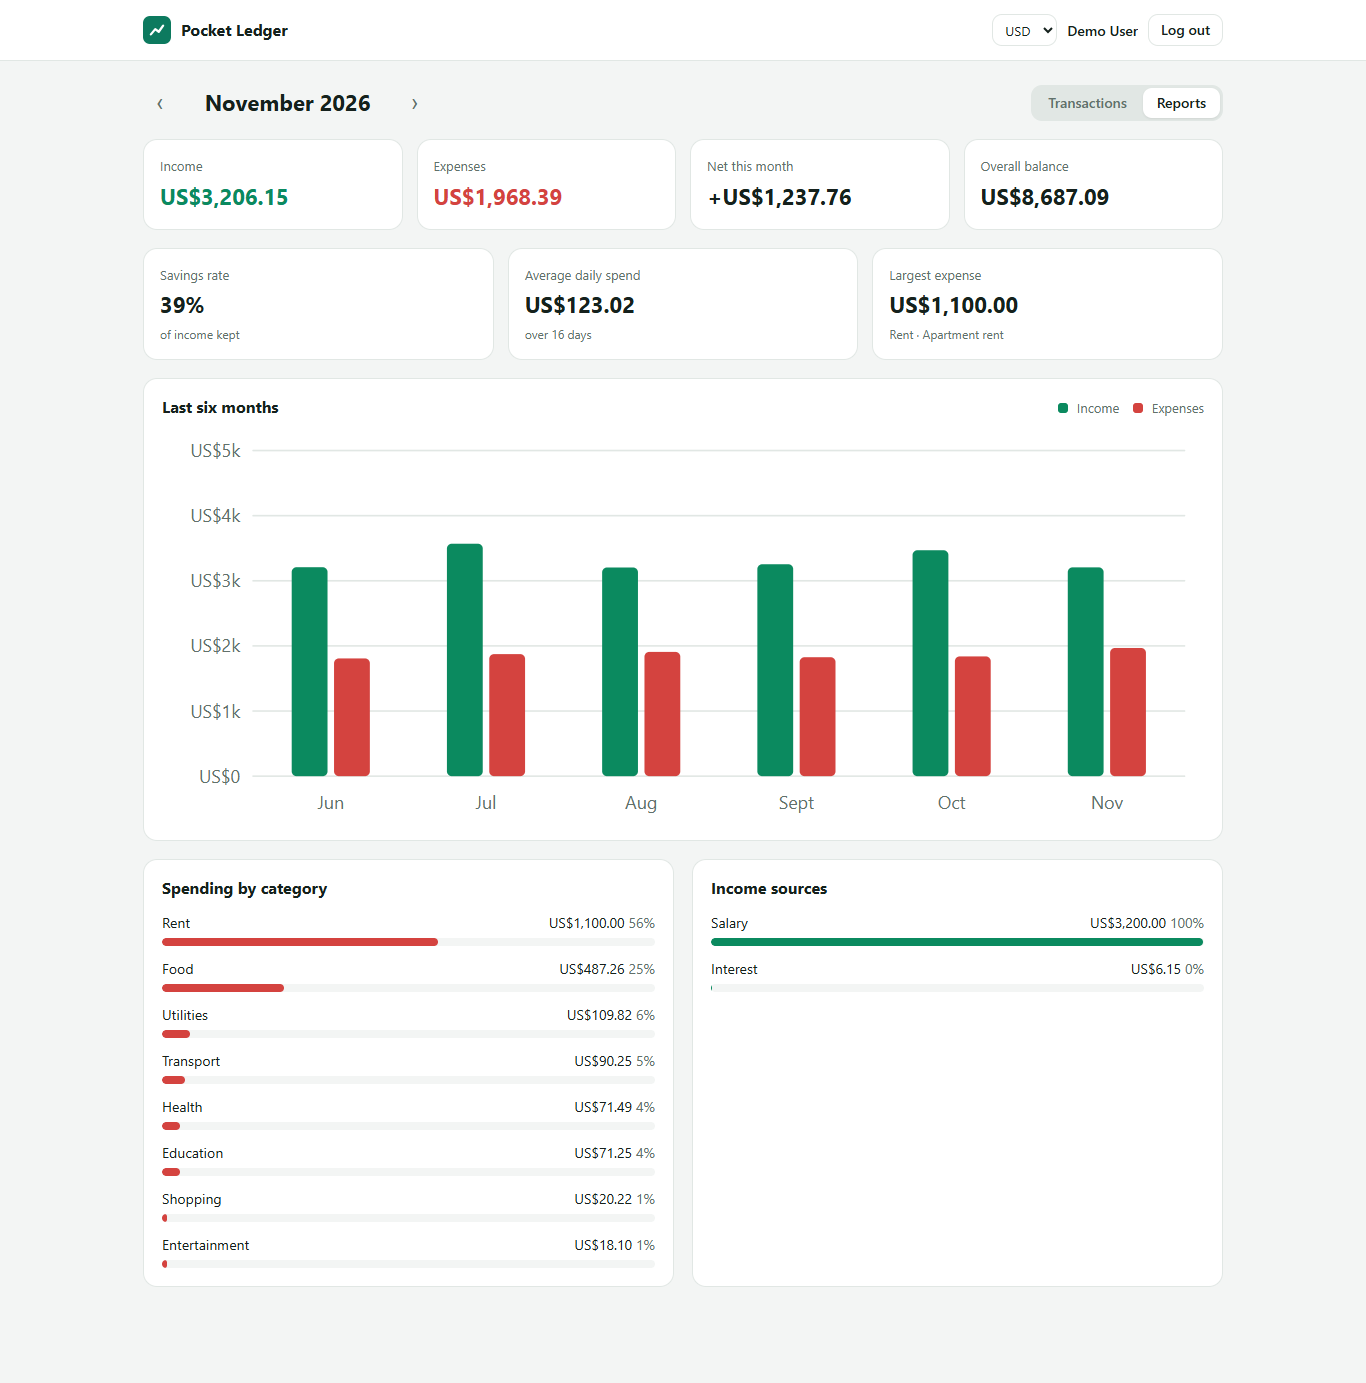 Pocket Ledger
USD
Demo User
Log out
‹ November 2026 ›
Transactions
Reports
Income
US$3,206.15
Expenses
US$1,968.39
Net this month
+US$1,237.76
Overall balance
US$8,687.09
Savings rate
39%
of income kept
Average daily spend
US$123.02
over 16 days
Largest expense
US$1,100.00
Rent · Apartment rent
Last six months
Income
Expenses
US$5k
US$4k
US$3k
US$2k
US$1k
US$0
Jun Jul Aug Sept Oct Nov
Spending by category
Rent US$1,100.00 56%
Food US$487.26 25%
Utilities US$109.82 6%
Transport US$90.25 5%
Health US$71.49 4%
Education US$71.25 4%
Shopping US$20.22 1%
Entertainment US$18.10 1%
Income sources
Salary US$3,200.00 100%
Interest US$6.15 0%